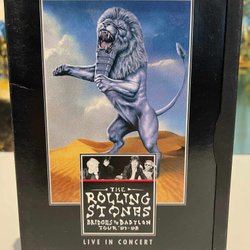 THE
ROLLING
STONES
BRIDGES TO BABYLON
TOUR '97-98
LIVE IN CONCERT